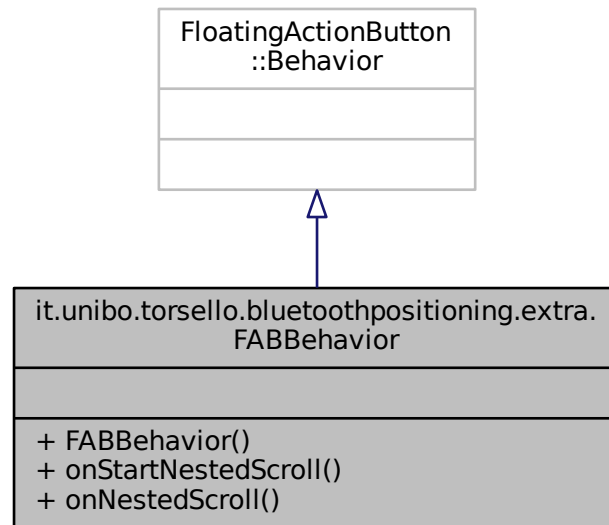 FloatingActionButton
::Behavior
it.unibo.torsello.bluetoothpositioning.extra.
FABBehavior
+ FABBehavior()
+ onStartNestedScroll()
+ onNestedScroll()